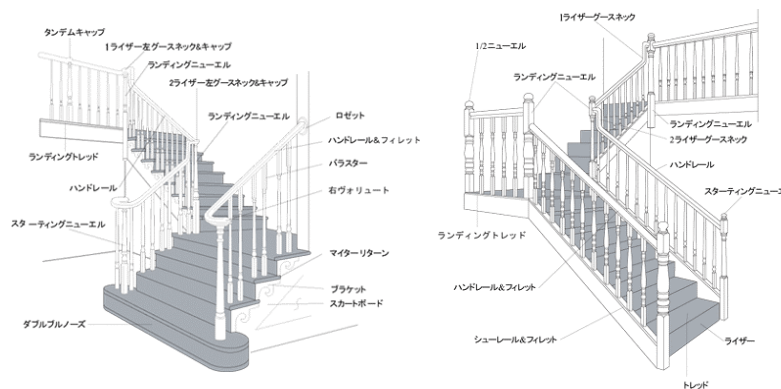 タンデムキャップ
1ライザー左グースネック&キャップ
ランディングニューエル
2ライザー左グースネック&キャップ
ランディングニューエル
ロゼット
ハンドレール&フィレット
バラスター
右ヴォリュート
ランディングトレッド
ハンドレール
スターティングニューエル
マイターリターン
ブラケット
スカートボード
ダブルブルノーズ
1ライザーグースネック
1/2ニューエル
ランディングニューエル
ランディングニューエル
2ライザーグースネック
ハンドレール
スターティングニューエ
ランディングトレッド
ハンドレール&フィレット
シューレール&フィレット
ライザー
トレッド